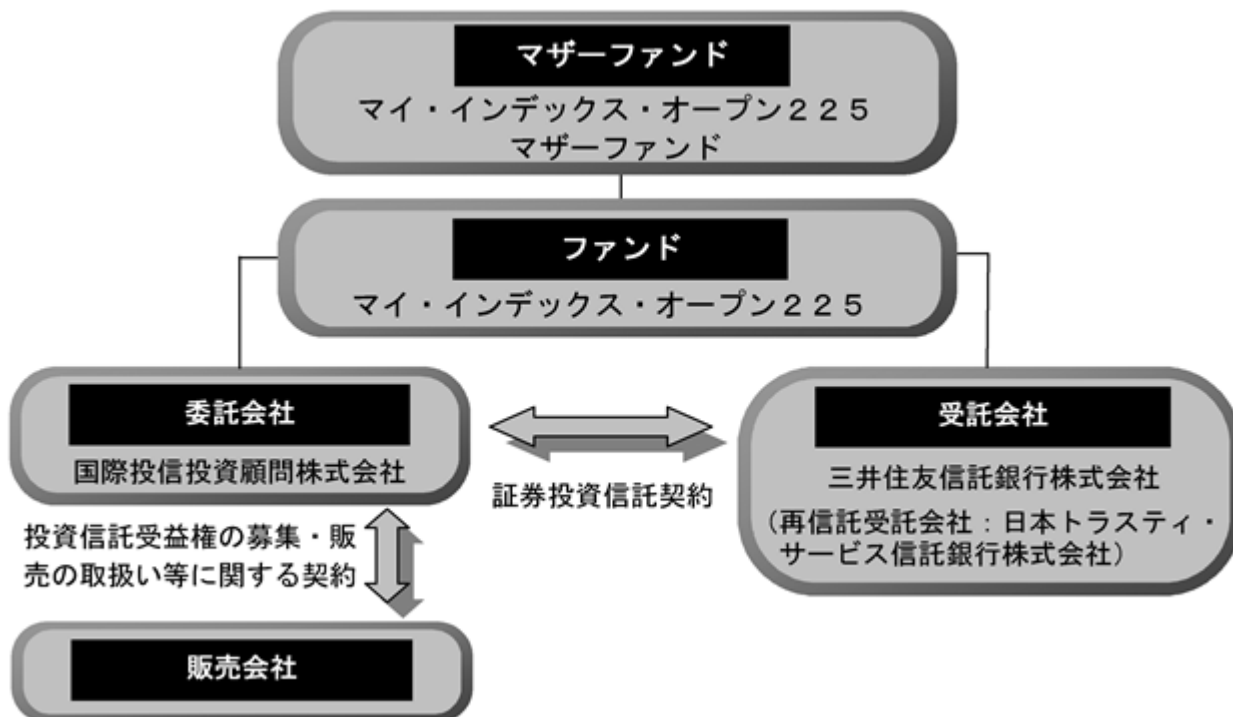 マザーファンド
マイ・インデックス・オープン２２５
マザーファンド
ファンド
マイ・インデックス・オープン２２５
委託会社
国際投信投資顧問株式会社
証券投資信託契約
受託会社
三井住友信託銀行株式会社
（再信託受託会社：日本トラスティ・
サービス信託銀行株式会社）
投資信託受益権の募集・販
売の取扱い等に関する契約
販売会社